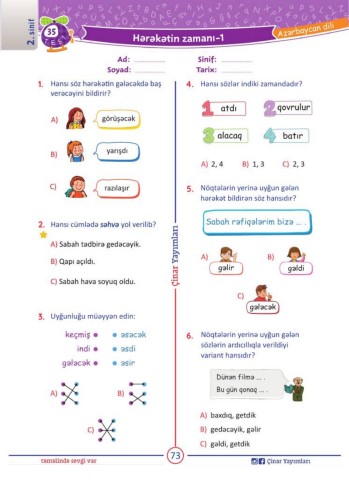 Azərbaycan dili
2. sinif
35
TEST
Hərəkətin zamanı-1
Ad:
Sinif:
Soyad:
Tarix:
1. Hansı söz hərəkətin gələcəkdə baş
verəcəyini bildirir?
A) görüşəcək
B) yarışdı
C) razılaşır
2. Hansı cümlədə səhvə yol verilib?
A) Sabah tədbirə gedəcəyik.
B) Qapı açıldı.
C) Sabah hava soyuq oldu.
3. Uyğunluğu müəyyən edin:
keçmiş • • əsəcək
indi • • əsdi
gələcək • • əsir
A)
B)
C)
Çinar Yayımları
4. Hansı sözlər indiki zamandadır?
1 atdı
2 qovrulur
3 alacaq
4 batır
A) 2, 4 B) 1, 3 C) 2, 3
5. Nöqtələrin yerinə uyğun gələn
hərəkət bildirən söz hansıdır?
Sabah rəfiqələrim bizə ... .
A) gəlir
B) gəldi
C) gələcək
6. Nöqtələrin yerinə uyğun gələn
sözlərin ardıcıllıqla verildiyi
variant hansıdır?
Dünən filmə ... .
Bu gün qonaq ... .
A) baxdıq, getdik
B) gedəcəyik, gəlir
C) gəldi, getdik
təməlində sevgi var
73
Çinar Yayımları